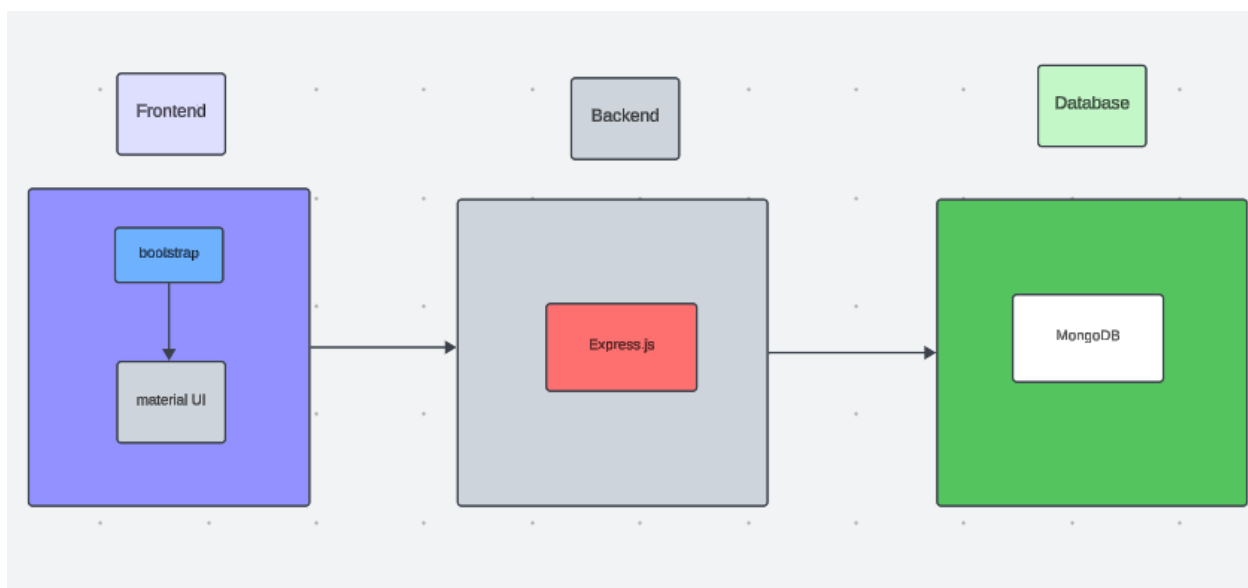 Frontend
Backend
Database
bootstrap
material UI
Express.js
MongoDB